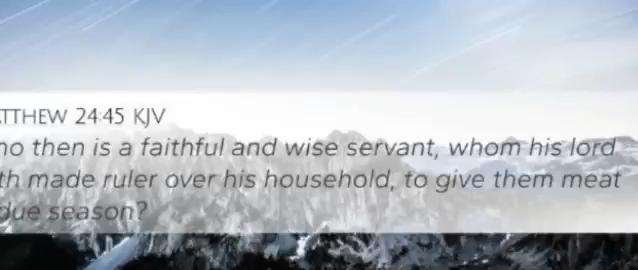 TTHEW 24:45 KJV
ho then is a faithful and wise servant, whom his lord
th made ruler over his household, to give them meat
due season?